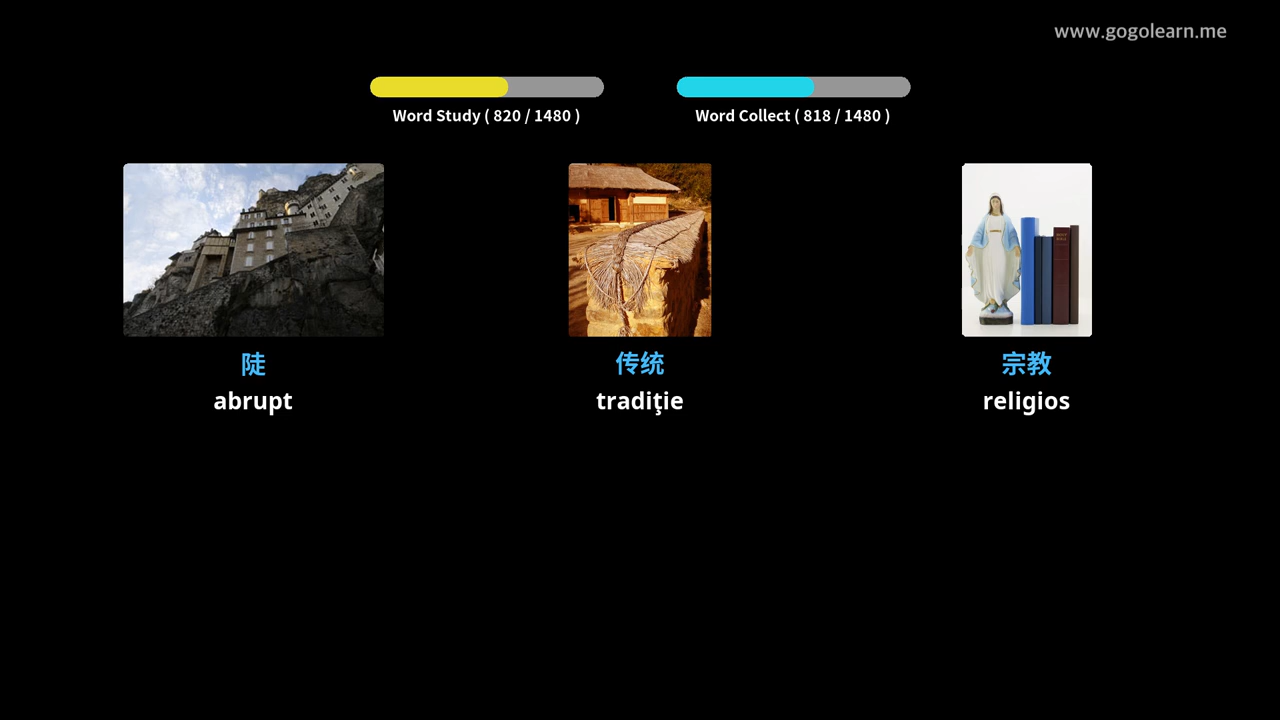 www.gogolearn.me
Word Study ( 820 / 1480 )
Word Collect ( 818 / 1480 )
陡
传统
宗教
abrupt
tradiţie
religios